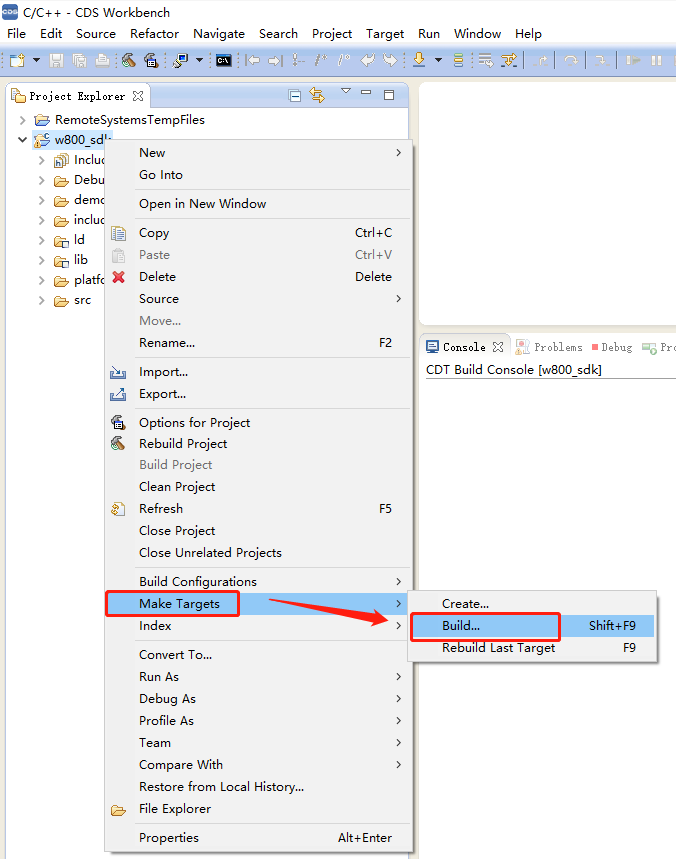 CDS C/C++ - CDS Workbench
File Edit Source Refactor Navigate Search Project Target Run Window Help
Project Explorer
RemoteSystemsTempFiles
w800_sdk
Includ
Debu
demo
includ
ld
lib
platfo
src
New
Go Into
Open in New Window
Copy Ctrl+C
Paste Ctrl+V
Delete Delete
Source
Move...
Rename... F2
Import...
Export...
Options for Project
Rebuild Project
Build Project
Clean Project
Refresh F5
Close Project
Close Unrelated Projects
Build Configurations
Make Targets
Index
Convert To...
Run As
Debug As
Profile As
Team
Compare With
Restore from Local History...
File Explorer
Properties Alt+Enter
Create...
Build... Shift+F9
Rebuild Last Target F9
Console Problems Debug Pro
CDT Build Console [w800_sdk]